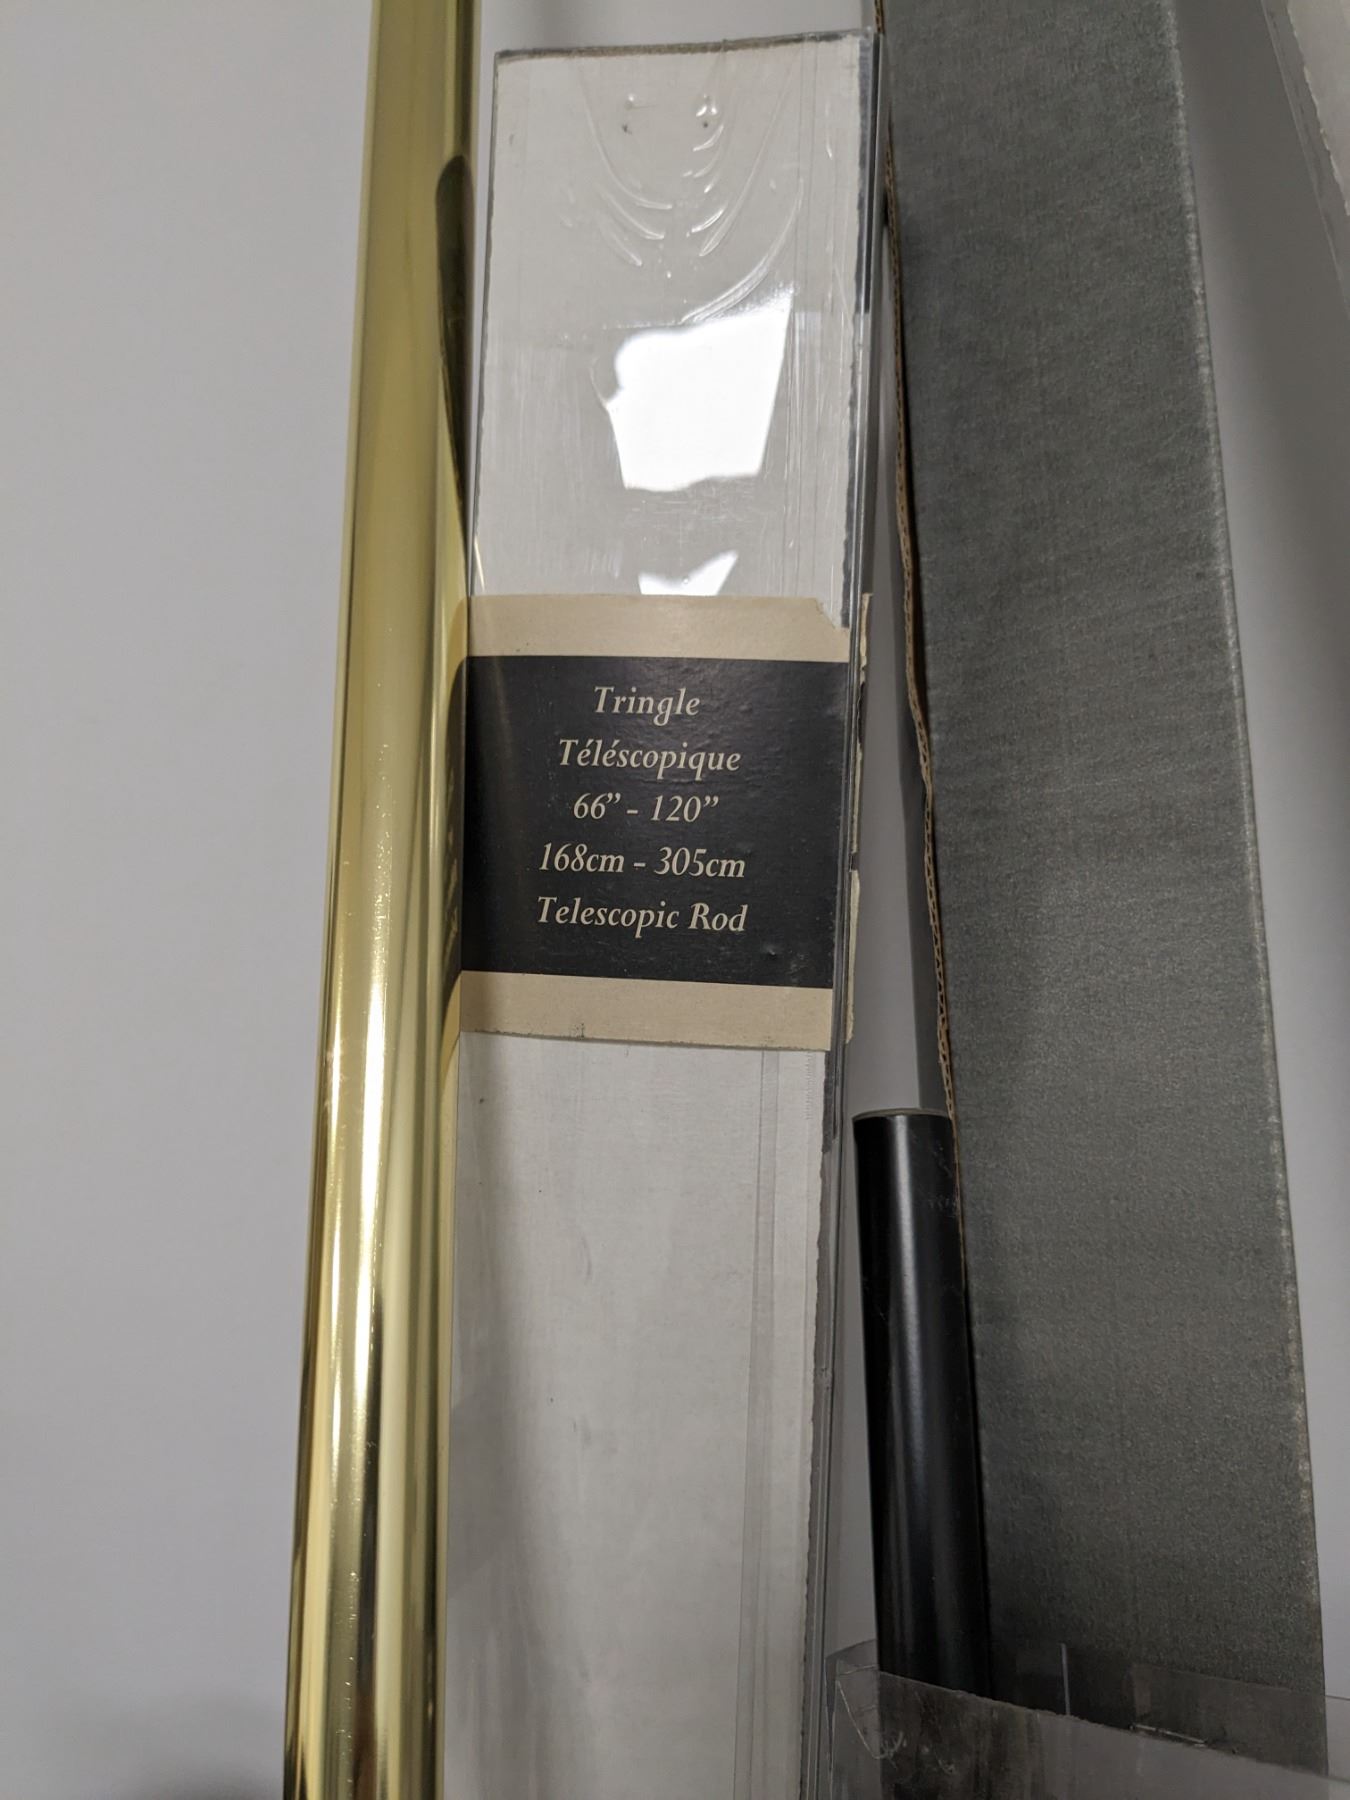 Tringle
Téléscopique
66” - 120”
168cm - 305cm
Telescopic Rod